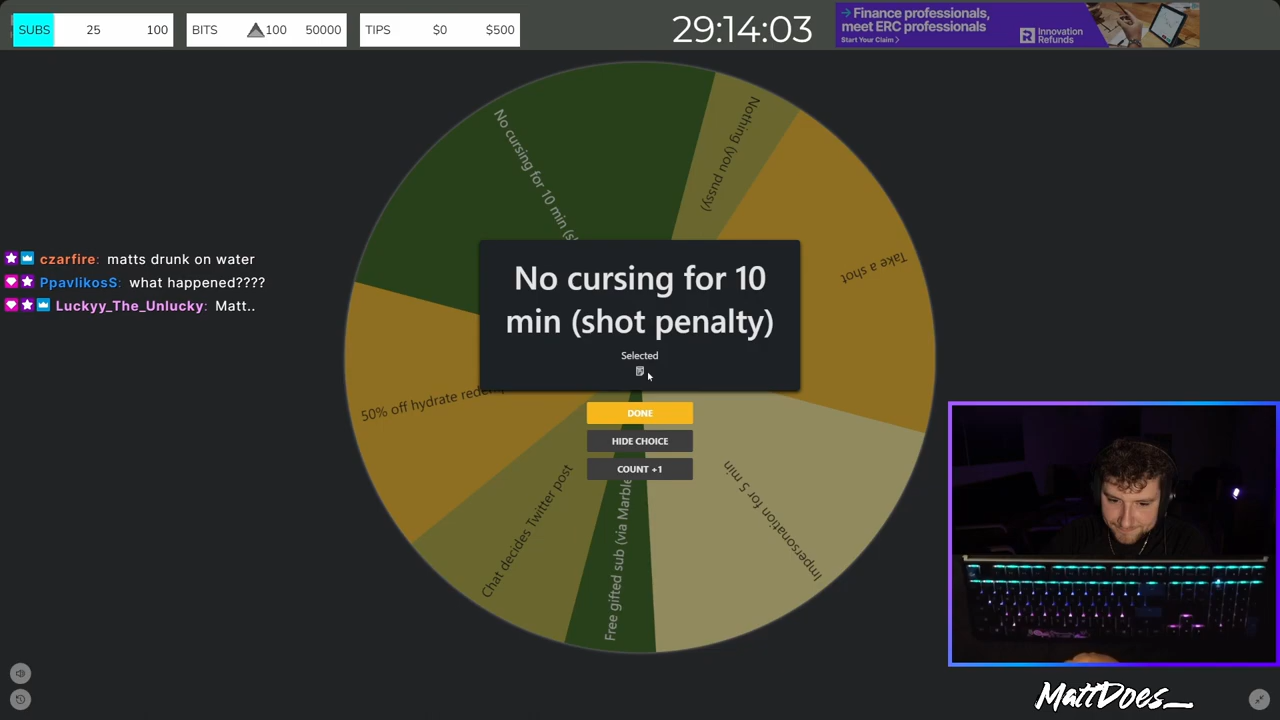 SUBS 25 100 BITS 100 50000 TIPS $0 $500 29:14:03
Finance professionals,
meet ERC professionals
Start Your Claim >
Innovation
Refunds
No cursing for 10 min (s
Nothing (you pussy)
Take a shot
czarfire: matts drunk on water
PpavlikosS: what happened????
Luckyy_The_Unlucky: Matt..
No cursing for 10
min (shot penalty)
Selected
DONE
HIDE CHOICE
COUNT +1
50% off hydrate
Chat decides Twitter post
Free gifted sub (via Marble
Impersonation for 5 min
MattDoes_